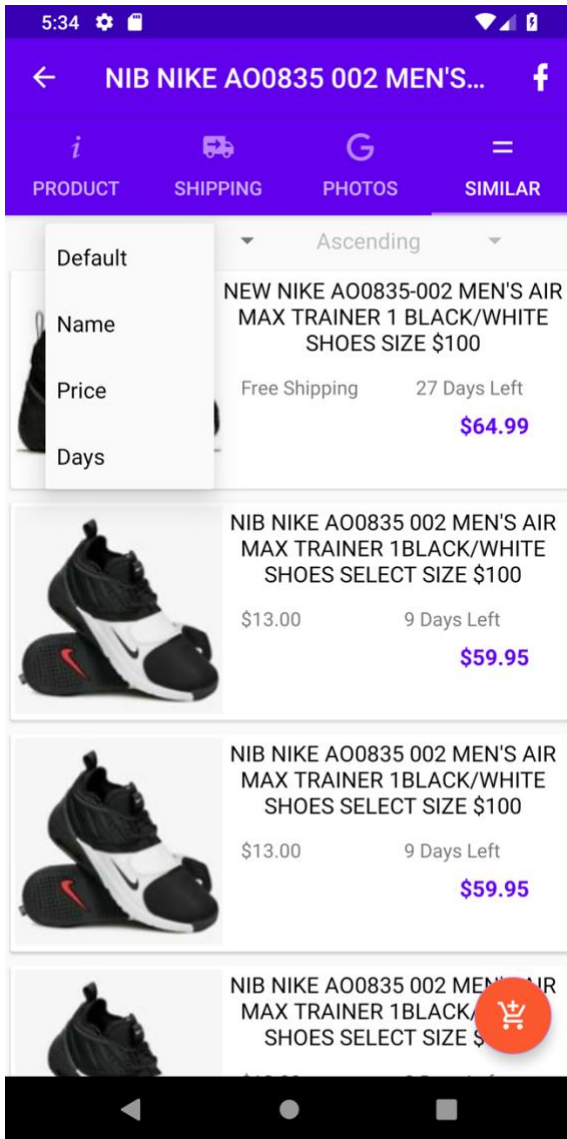 5:34
NIB NIKE AO0835 002 MEN'S...
PRODUCT SHIPPING PHOTOS SIMILAR
Ascending
Default
Name
Price
Days
NEW NIKE AO0835-002 MEN'S AIR
MAX TRAINER 1 BLACK/WHITE
SHOES SIZE $100
Free Shipping 27 Days Left
$64.99
NIB NIKE AO0835 002 MEN'S AIR
MAX TRAINER 1BLACK/WHITE
SHOES SELECT SIZE $100
$13.00 9 Days Left
$59.95
NIB NIKE AO0835 002 MEN'S AIR
MAX TRAINER 1BLACK/WHITE
SHOES SELECT SIZE $100
$13.00 9 Days Left
$59.95
NIB NIKE AO0835 002
MAX TRAINER 1BLACK/
SHOES SELECT SIZE